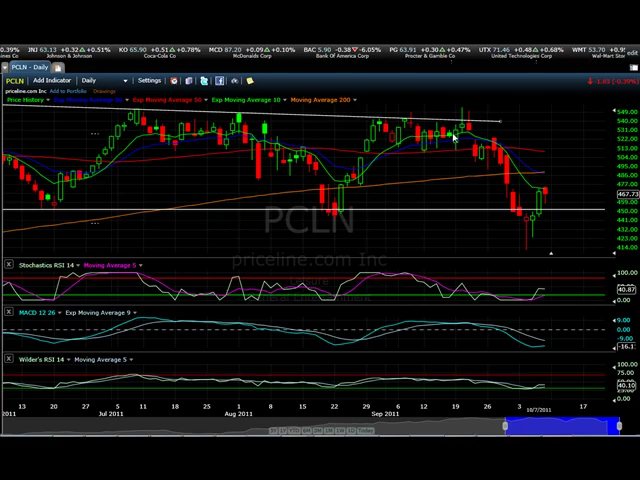 0.39% JNJ 63.13 +0.32 +0.51% KO 65.90 +0.51 +0.78% MCD 87.20 +0.09 +0.10% BAC 5.90 -0.38 -6.05% PG 63.91 +0.30 +0.47% UTX 71.46 +0.48 +0.68% WMT 53.70
Johnson & Johnson Coca-Cola Co McDonalds Corp Bank Of America Corp Procter & Gamble Co United Technologies Corp Wal-Mart Stor edit
PCLN - Daily
PCLN Add Indicator Daily Settings -1.83 (-0.39%)
priceline.com Inc Add to Portfolio Drawings
Price History Exp Moving Average 50 Exp Moving Average 10 Moving Average 200
549.00
540.00
531.00
522.00
513.00
504.00
495.00
486.00
477.00
467.73
459.00
450.00
441.00
432.00
423.00
414.00
PCLN
priceline.com Inc
Stochastics RSI 14 Moving Average 5
100.00
40.87
0.00
MACD 12 26 Exp Moving Average 9
9.00
0.00
-9.00
-16.1
Wilder's RSI 14 Moving Average 5
100.00
75.00
40.10
0.00
20 27 5 11 18 25 8 15 22 29 6 12 19 26 3 10/7/2011 17
2011 Jul 2011 Aug 2011 Sep 2011
Today